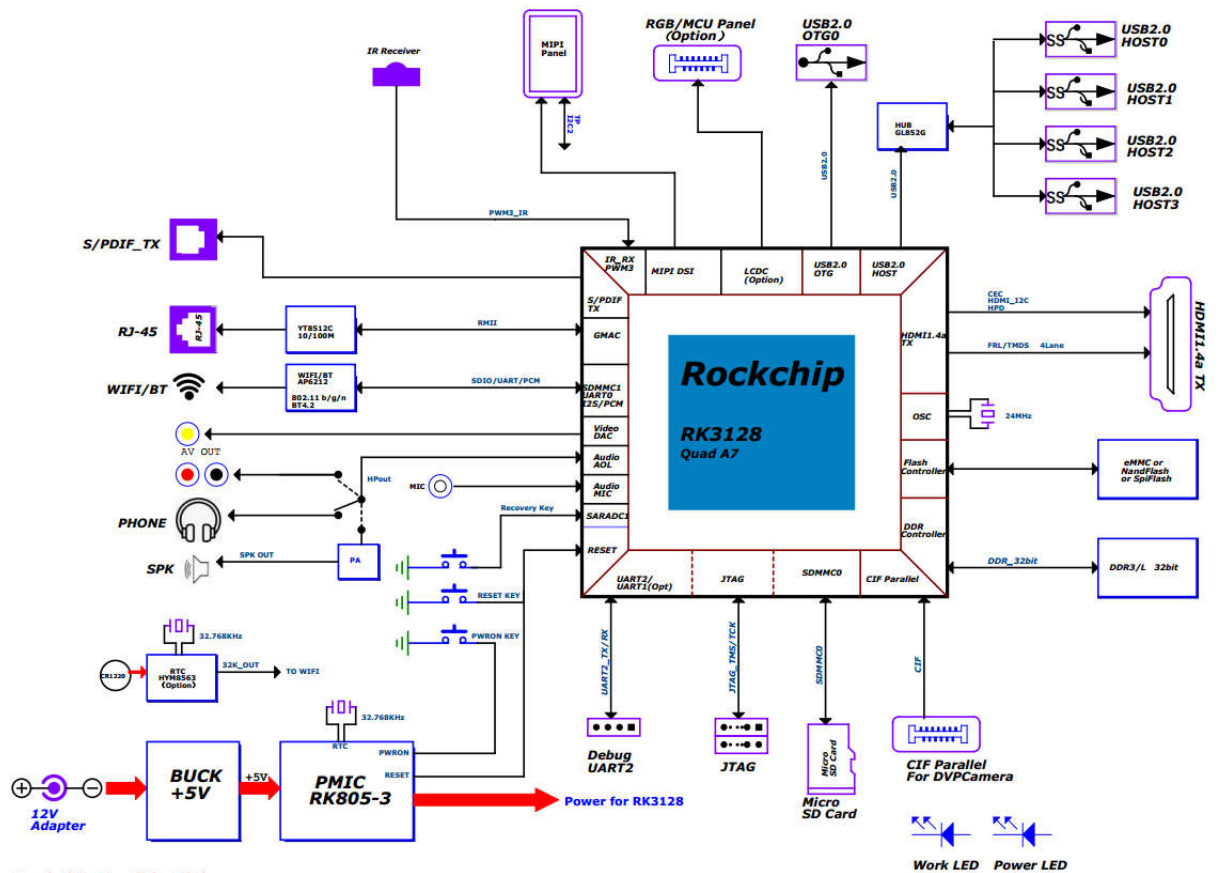 RGB/MCU Panel
(Option)
USB2.0
OTG0
USB2.0
HOST0
IR Receiver
MIPI
Panel
TP
I2C2
USB2.0
HOST1
HUB
GL852G
USB2.0
HOST2
USB2.0
USB2.0
USB2.0
HOST3
PWM3_IR
S/PDIF_TX
IR_RX
PWM3
MIPI DSI
LCDC
(Option)
USB2.0
OTG
USB2.0
HOST
S/PDIF
TX
CEC
HDMI_I2C
HPD
HDMI1.4a TX
RJ-45
RJ-45
YT8512C
10/100M
RMII
GMAC
HDMI1.4a
TX
FRL/TMDS 4Lane
Rockchip
RK3128
Quad A7
WIFI/BT
WIFI/BT
AP6212
802.11 b/g/n
BT4.2
SDIO/UART/PCM
SDMMC1
UART0
I2S/PCM
OSC
24MHz
Video
DAC
AV OUT
Audio
AOL
Flash
Controller
eMMC or
NandFlash
or SpiFlash
HPout
MIC
Audio
MIC
PHONE
Recovery Key
SARADC1
DDR
Controller
SPK
SPK OUT
PA
RESET
DDR_32bit
DDR3/L 32bit
UART2/
UART1(Opt)
JTAG
SDMMC0
CIF Parallel
RESET KEY
PWRON KEY
32.768KHz
CR1220
RTC
HYM8563
(Option)
32K_OUT
TO WIFI
UART2_TX/RX
JTAG_TMS/TCK
SDMMC0
CIF
32.768KHz
RTC
PWRON
RESET
Debug
UART2
JTAG
Micro
SD Card
Micro
SD Card
CIF Parallel
For DVPCamera
BUCK
+5V
+5V
PMIC
RK805-3
Power for RK3128
12V
Adapter
Work LED
Power LED
SS
SS
SS
SS